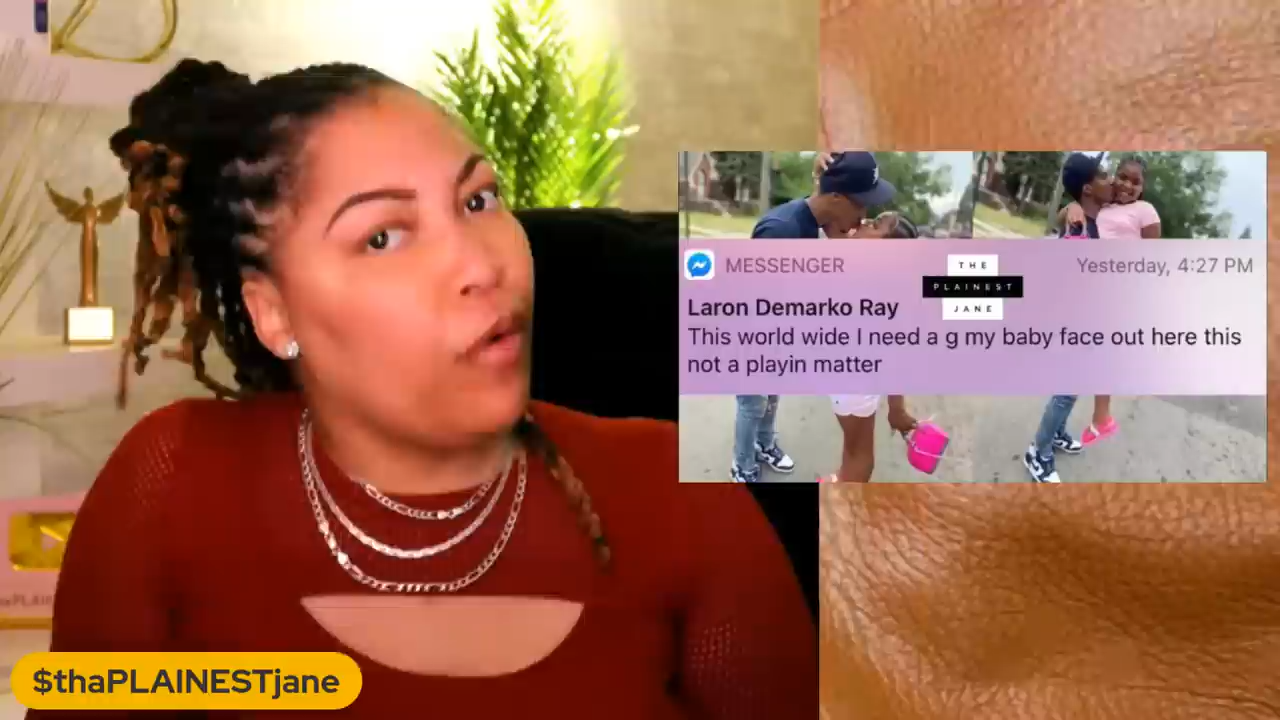 MESSENGER
Yesterday, 4:27 PM
THE
PLAINEST
JANE
Laron Demarko Ray
This world wide I need a g my baby face out here this
not a playin matter
$thaPLAINESTjane